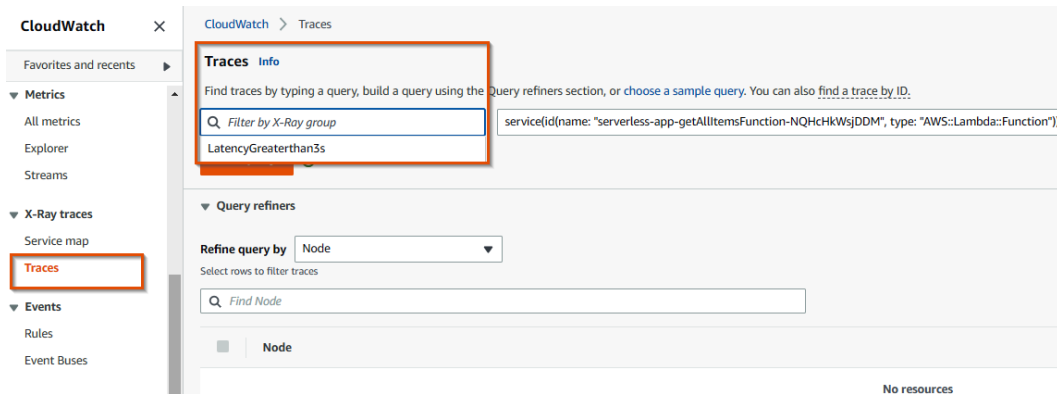 CloudWatch
Favorites and recents
Metrics
All metrics
Explorer
Streams
X-Ray traces
Service map
Traces
Events
Rules
Event Buses
CloudWatch > Traces
Traces Info
Find traces by typing a query, build a query using the Query refiners section, or choose a sample query. You can also find a trace by ID.
Filter by X-Ray group
service(id(name: "serverless-app-getAllItemsFunction-NQHcHkWsjDDM", type: "AWS::Lambda::Function"))
LatencyGreaterthan3s
Query refiners
Refine query by Node
Select rows to filter traces
Find Node
Node
No resources